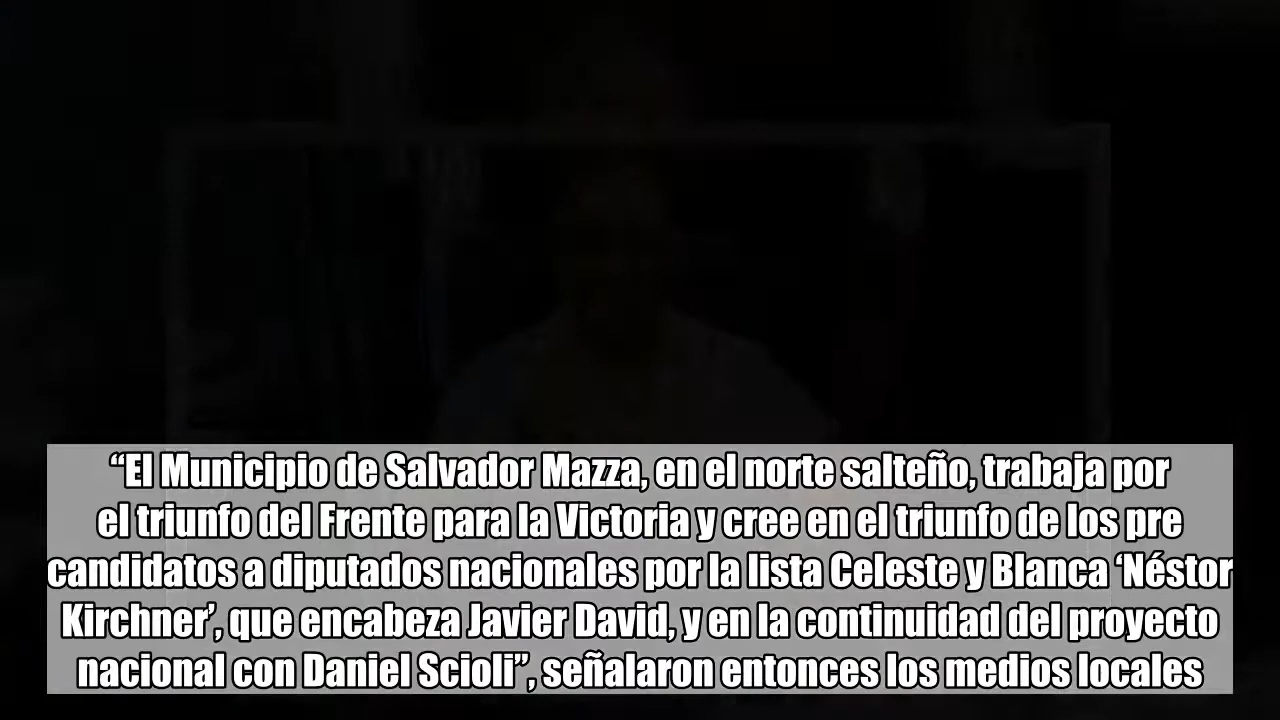 “El Municipio de Salvador Mazza, en el norte salteño, trabaja por
el triunfo del Frente para la Victoria y cree en el triunfo de los pre
candidatos a diputados nacionales por la lista Celeste y Blanca ‘Néstor
Kirchner’, que encabeza Javier David, y en la continuidad del proyecto
nacional con Daniel Scioli”, señalaron entonces los medios locales